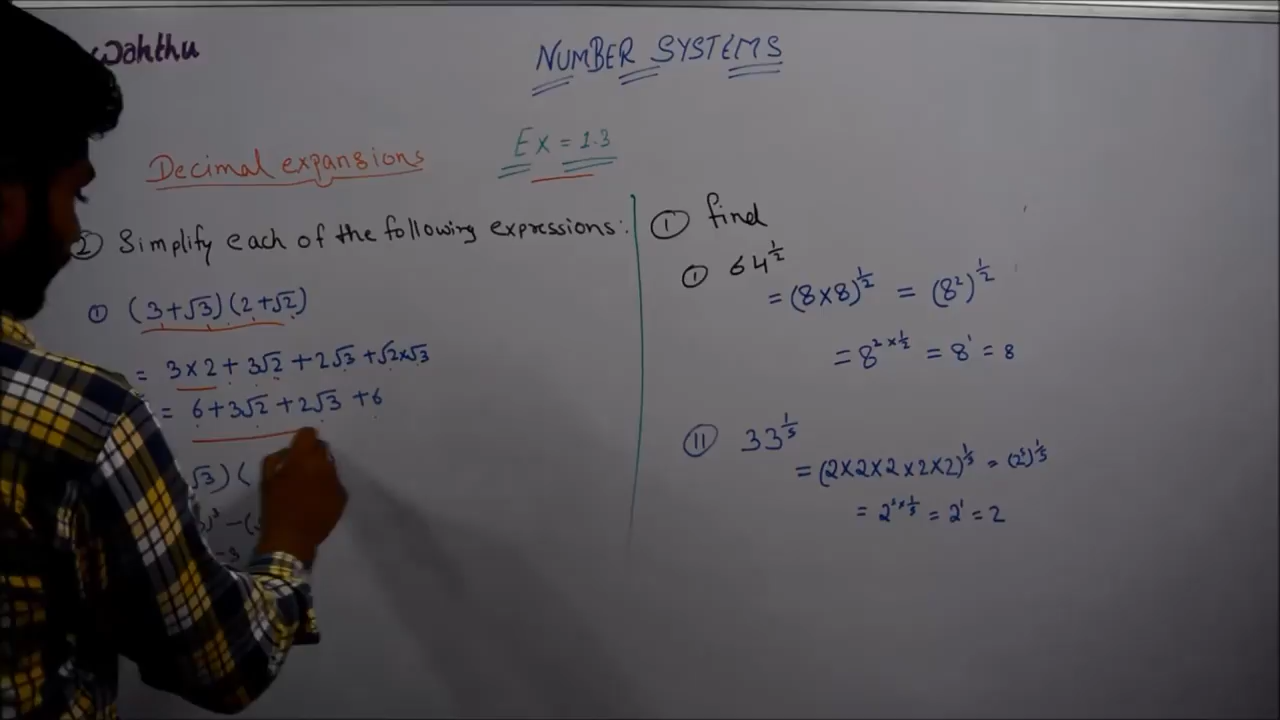 wakthu
NUMBER SYSTEMS
Ex = 1.3
Decimal expansions
② Simplify each of the following expressions:
① (3+√3)(2+√2)
= 3×2 + 3√2 + 2√3 + √2×√3
= 6+3√2 +2√3 +6
√3)(
)² -(
-3
① find
① 64^½
= (8×8)^½ = (8²)^½
= 8^(2×½) = 8¹ = 8
⑪ 33^⅕
= (2×2×2×2×2)^⅕ = (2⁵)^⅕
= 2^(5×⅕) = 2¹ = 2